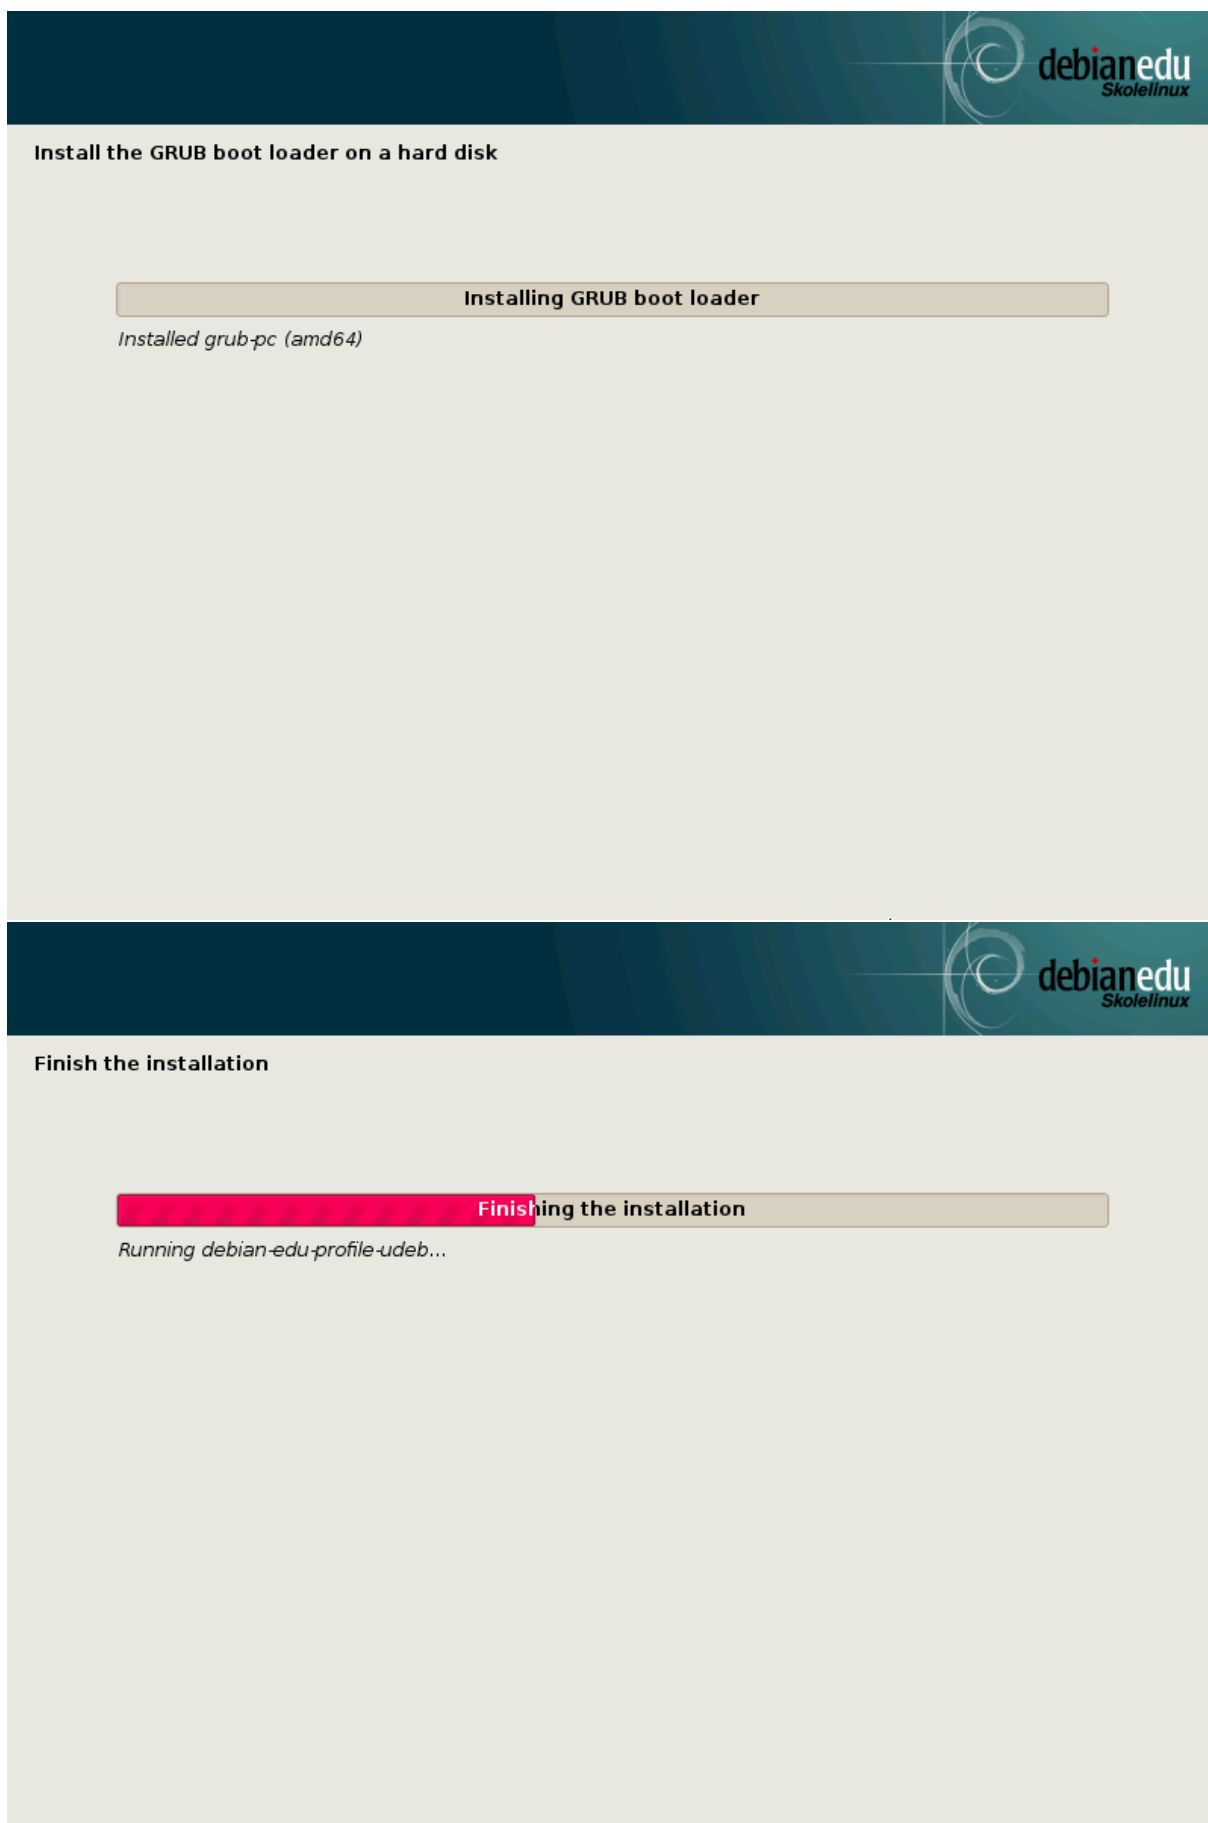 debianedu
Skolelinux
Install the GRUB boot loader on a hard disk
Installing GRUB boot loader
Installed grub-pc (amd64)
debianedu
Skolelinux
Finish the installation
Finishing the installation
Running debian-edu-profile-udeb...